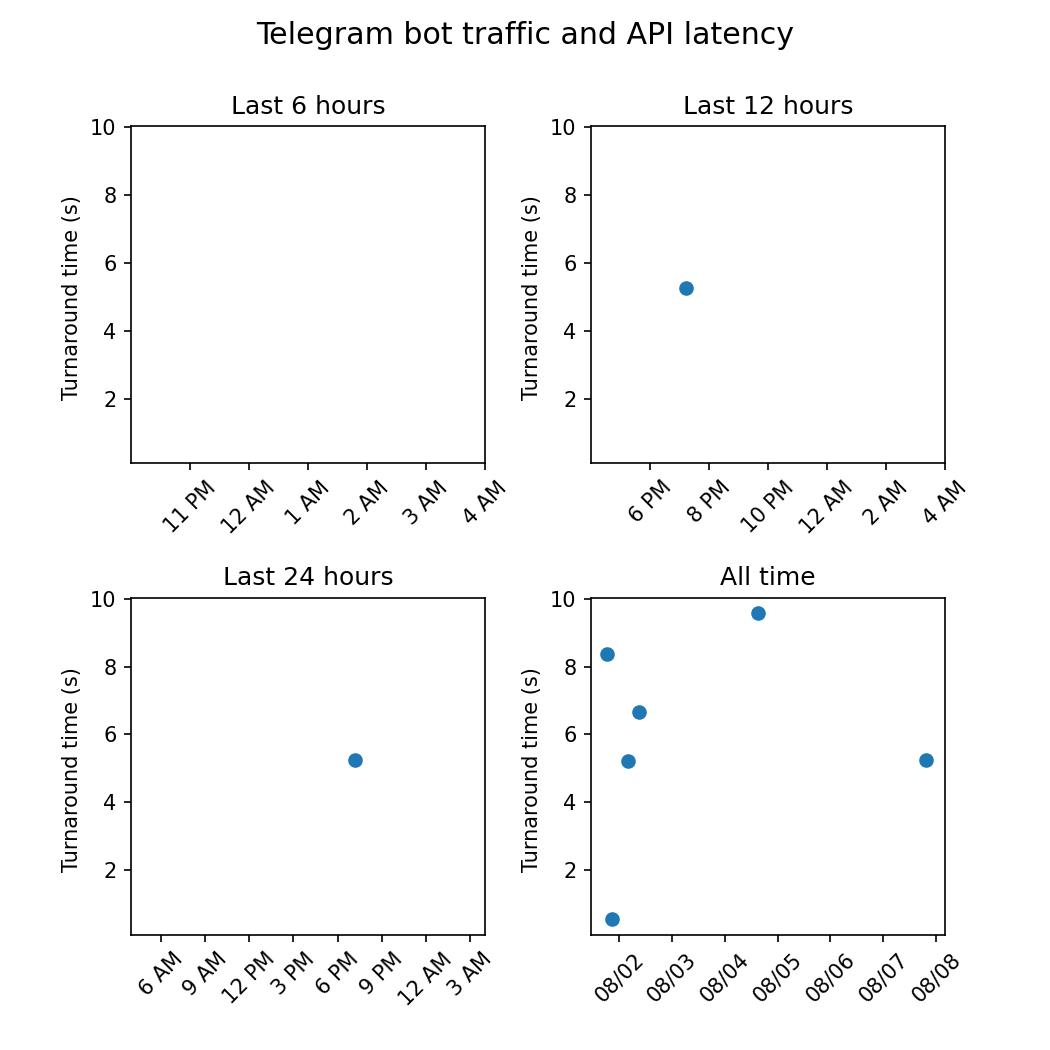 Telegram bot traffic and API latency
Last 6 hours
10
8
6
4
2
Turnaround time (s)
11 PM
12 AM
1 AM
2 AM
3 AM
4 AM
Last 12 hours
10
8
6
4
2
Turnaround time (s)
6 PM
8 PM
10 PM
12 AM
2 AM
4 AM
Last 24 hours
10
8
6
4
2
Turnaround time (s)
6 AM
9 AM
12 PM
3 PM
6 PM
9 PM
12 AM
3 AM
All time
10
8
6
4
2
Turnaround time (s)
08/02
08/03
08/04
08/05
08/06
08/07
08/08